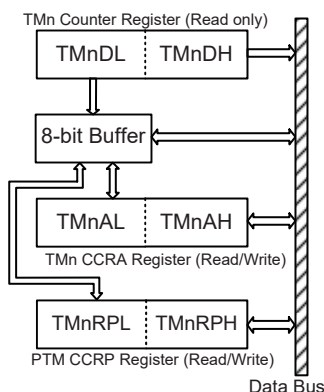 TMn Counter Register (Read only)
TMnDL TMnDH
8-bit Buffer
TMnAL TMnAH
TMn CCRA Register (Read/Write)
TMnRPL TMnRPH
PTM CCRP Register (Read/Write)
Data Bus